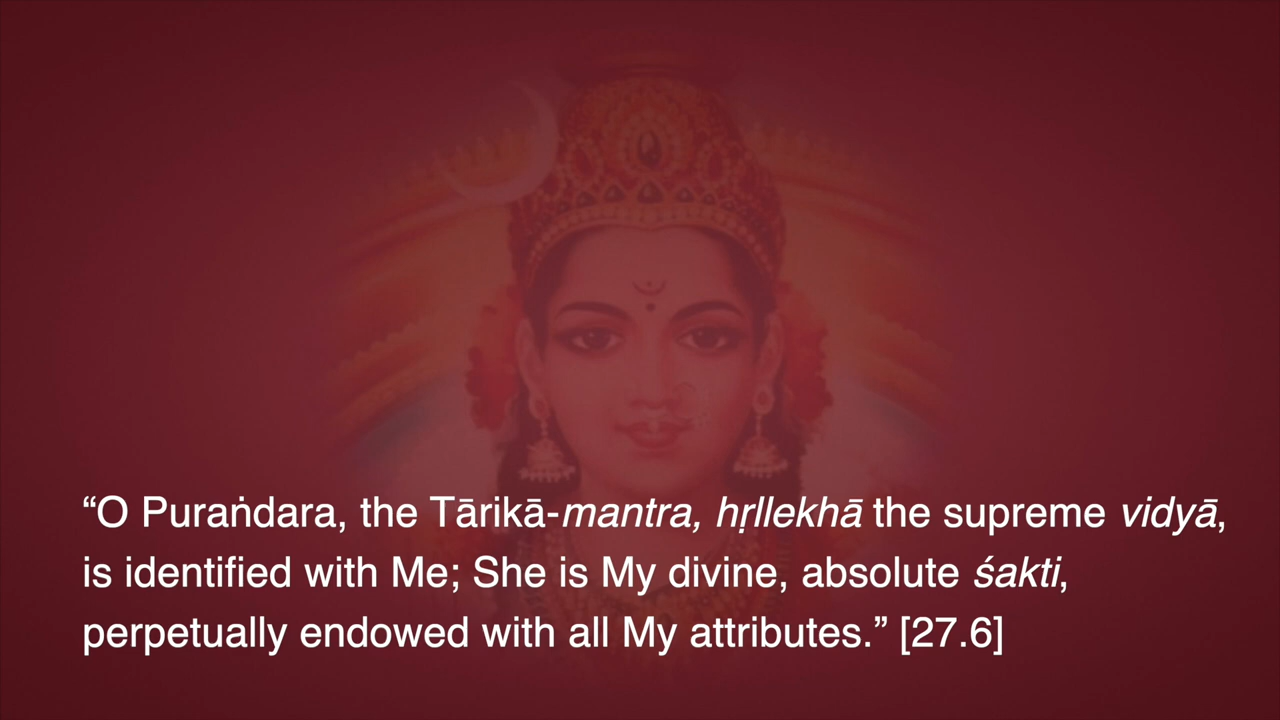 “O Puraṅdara, the Tārikā-mantra, hṛllekhā the supreme vidyā,
is identified with Me; She is My divine, absolute śakti,
perpetually endowed with all My attributes.” [27.6]